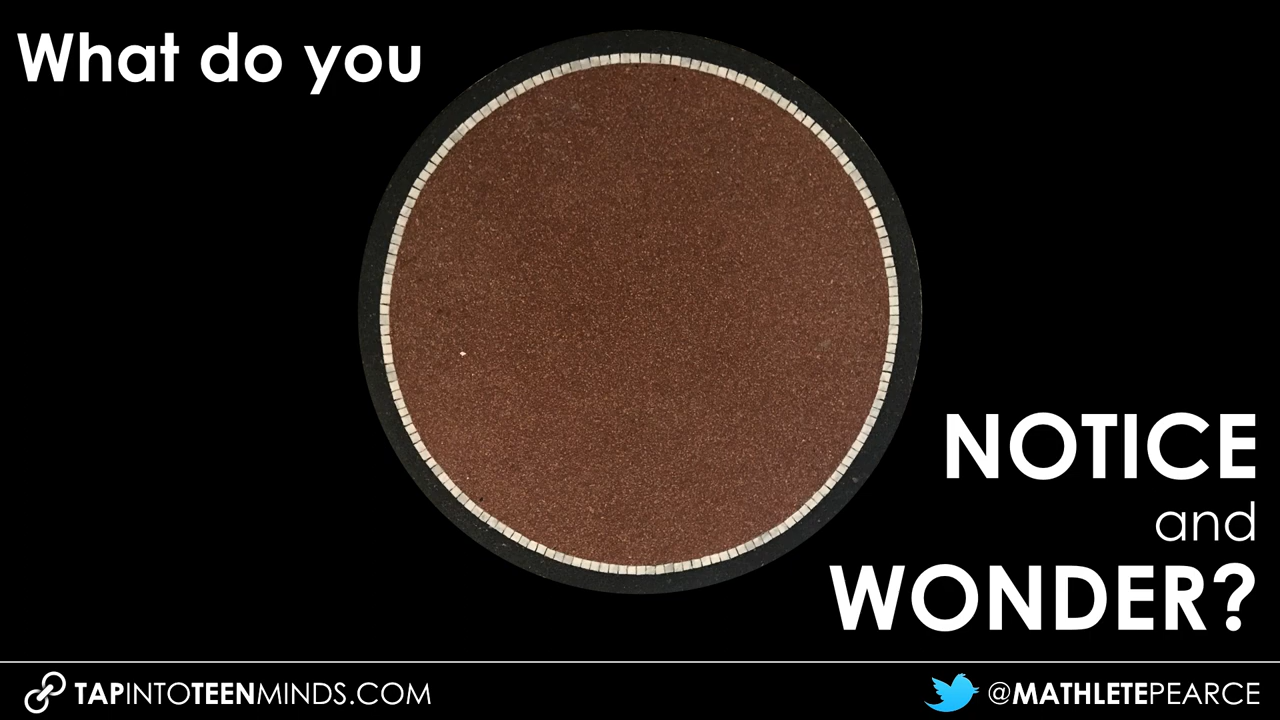 What do you
NOTICE
and
WONDER?
TAPINTOTEENMINDS.COM
@MATHLETEPEARCE